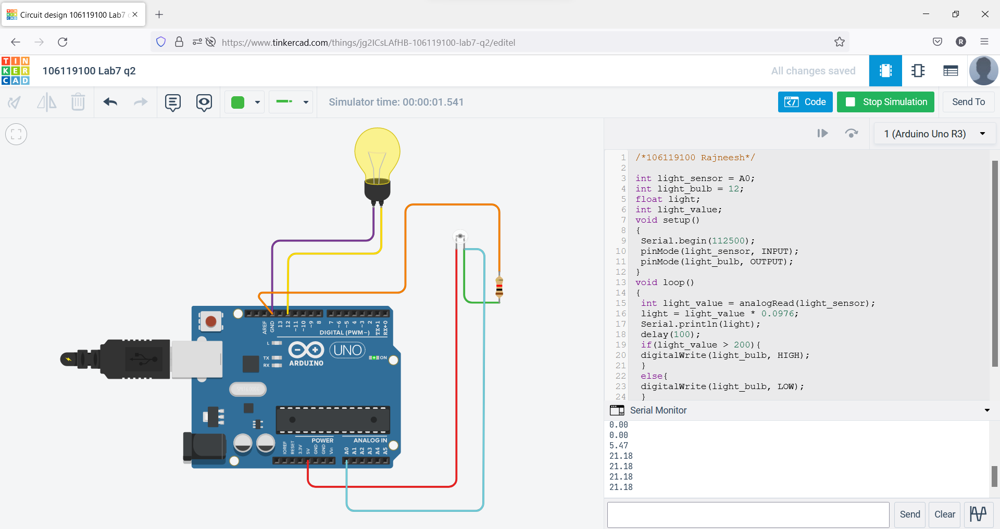 Circuit design 106119100 Lab7
https://www.tinkercad.com/things/jg2ICsLAfHB-106119100-lab7-q2/editel
R
TIN
KER
CAD
106119100 Lab7 q2
All changes saved
Simulator time: 00:00:01.541
Code
Stop Simulation
Send To
1 (Arduino Uno R3)
1 /*106119100 Rajneesh*/
2
3 int light_sensor = A0;
4 int light_bulb = 12;
5 float light;
6 int light_value;
7 void setup()
8 {
9 Serial.begin(112500);
10 pinMode(light_sensor, INPUT);
11 pinMode(light_bulb, OUTPUT);
12 }
13 void loop()
14 {
15 int light_value = analogRead(light_sensor);
16 light = light_value * 0.0976;
17 Serial.println(light);
18 delay(100);
19 if(light_value > 200){
20 digitalWrite(light_bulb, HIGH);
21 }
22 else{
23 digitalWrite(light_bulb, LOW);
24 }
Serial Monitor
0.00
0.00
5.47
21.18
21.18
21.18
21.18
Send
Clear
AREF GND 13 12 ~11 ~10 ~9 8 7 ~6 ~5 4 ~3 2 TX→1 RX←0
DIGITAL (PWM~)
L
TX
RX
UNO
ON
ARDUINO
POWER
ANALOG IN
IOREF RESET 3.3V 5V GND GND Vin A0 A1 A2 A3 A4 A5